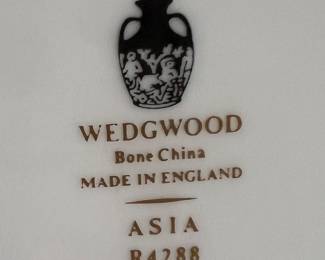 WEDGWOOD
Bone China
MADE IN ENGLAND
ASIA
R4288